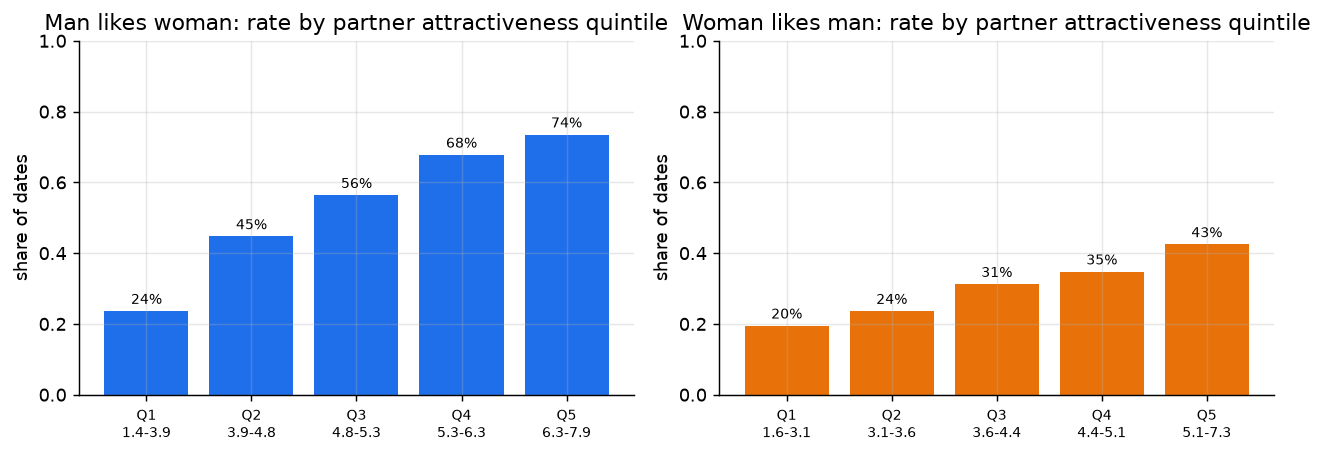 Man likes woman: rate by partner attractiveness quintile
share of dates
1.0
0.8
0.6
0.4
0.2
0.0
24%
45%
56%
68%
74%
Q1
1.4-3.9
Q2
3.9-4.8
Q3
4.8-5.3
Q4
5.3-6.3
Q5
6.3-7.9
Woman likes man: rate by partner attractiveness quintile
share of dates
1.0
0.8
0.6
0.4
0.2
0.0
20%
24%
31%
35%
43%
Q1
1.6-3.1
Q2
3.1-3.6
Q3
3.6-4.4
Q4
4.4-5.1
Q5
5.1-7.3